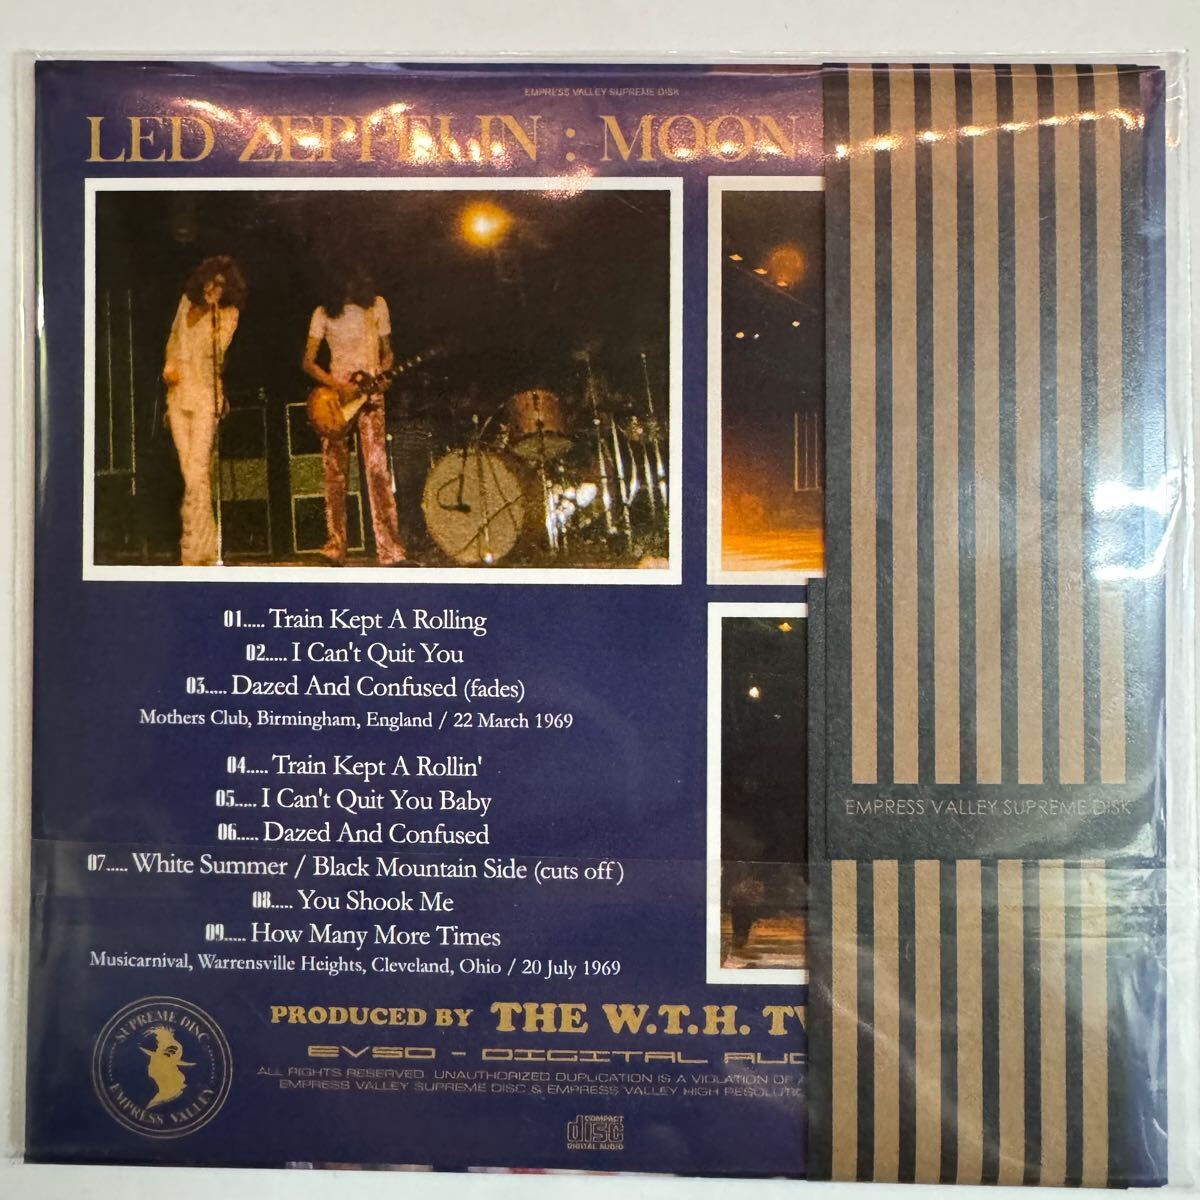 EMPRESS VALLEY SUPREME DISK
LED ZEPPELIN : MOON
01..... Train Kept A Rolling
02..... I Can't Quit You
03..... Dazed And Confused (fades)
Mothers Club, Birmingham, England / 22 March 1969
04..... Train Kept A Rollin'
05..... I Can't Quit You Baby
06..... Dazed And Confused
07..... White Summer / Black Mountain Side (cuts off)
08..... You Shook Me
09..... How Many More Times
Musicarnival, Warrensville Heights, Cleveland, Ohio / 20 July 1969
EMPRESS VALLEY SUPREME DISK
SUPREME DISC
EMPRESS VALLEY
PRODUCED BY THE W.T.H.
EVSD - DIGITAL
ALL RIGHTS RESERVED. UNAUTHORIZED DUPLICATION IS A VIOLATION OF
EMPRESS VALLEY SUPREME DISC & EMPRESS VALLEY HIGH
COMPACT
disc
DIGITAL AUDIO